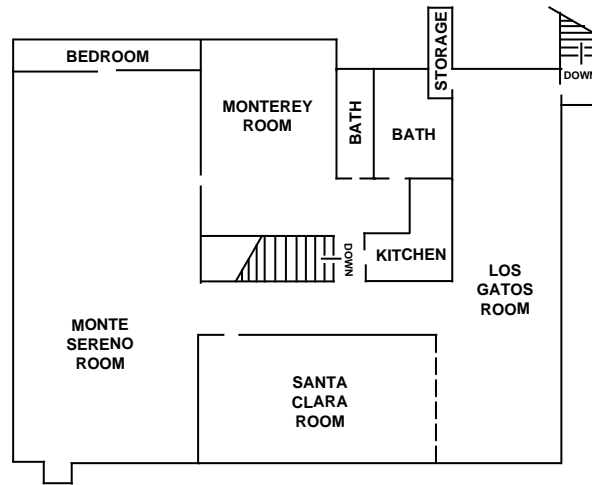 BEDROOM
MONTEREY
ROOM
BATH
BATH
STORAGE
DOWN
DOWN
KITCHEN
LOS
GATOS
ROOM
MONTE
SERENO
ROOM
SANTA
CLARA
ROOM